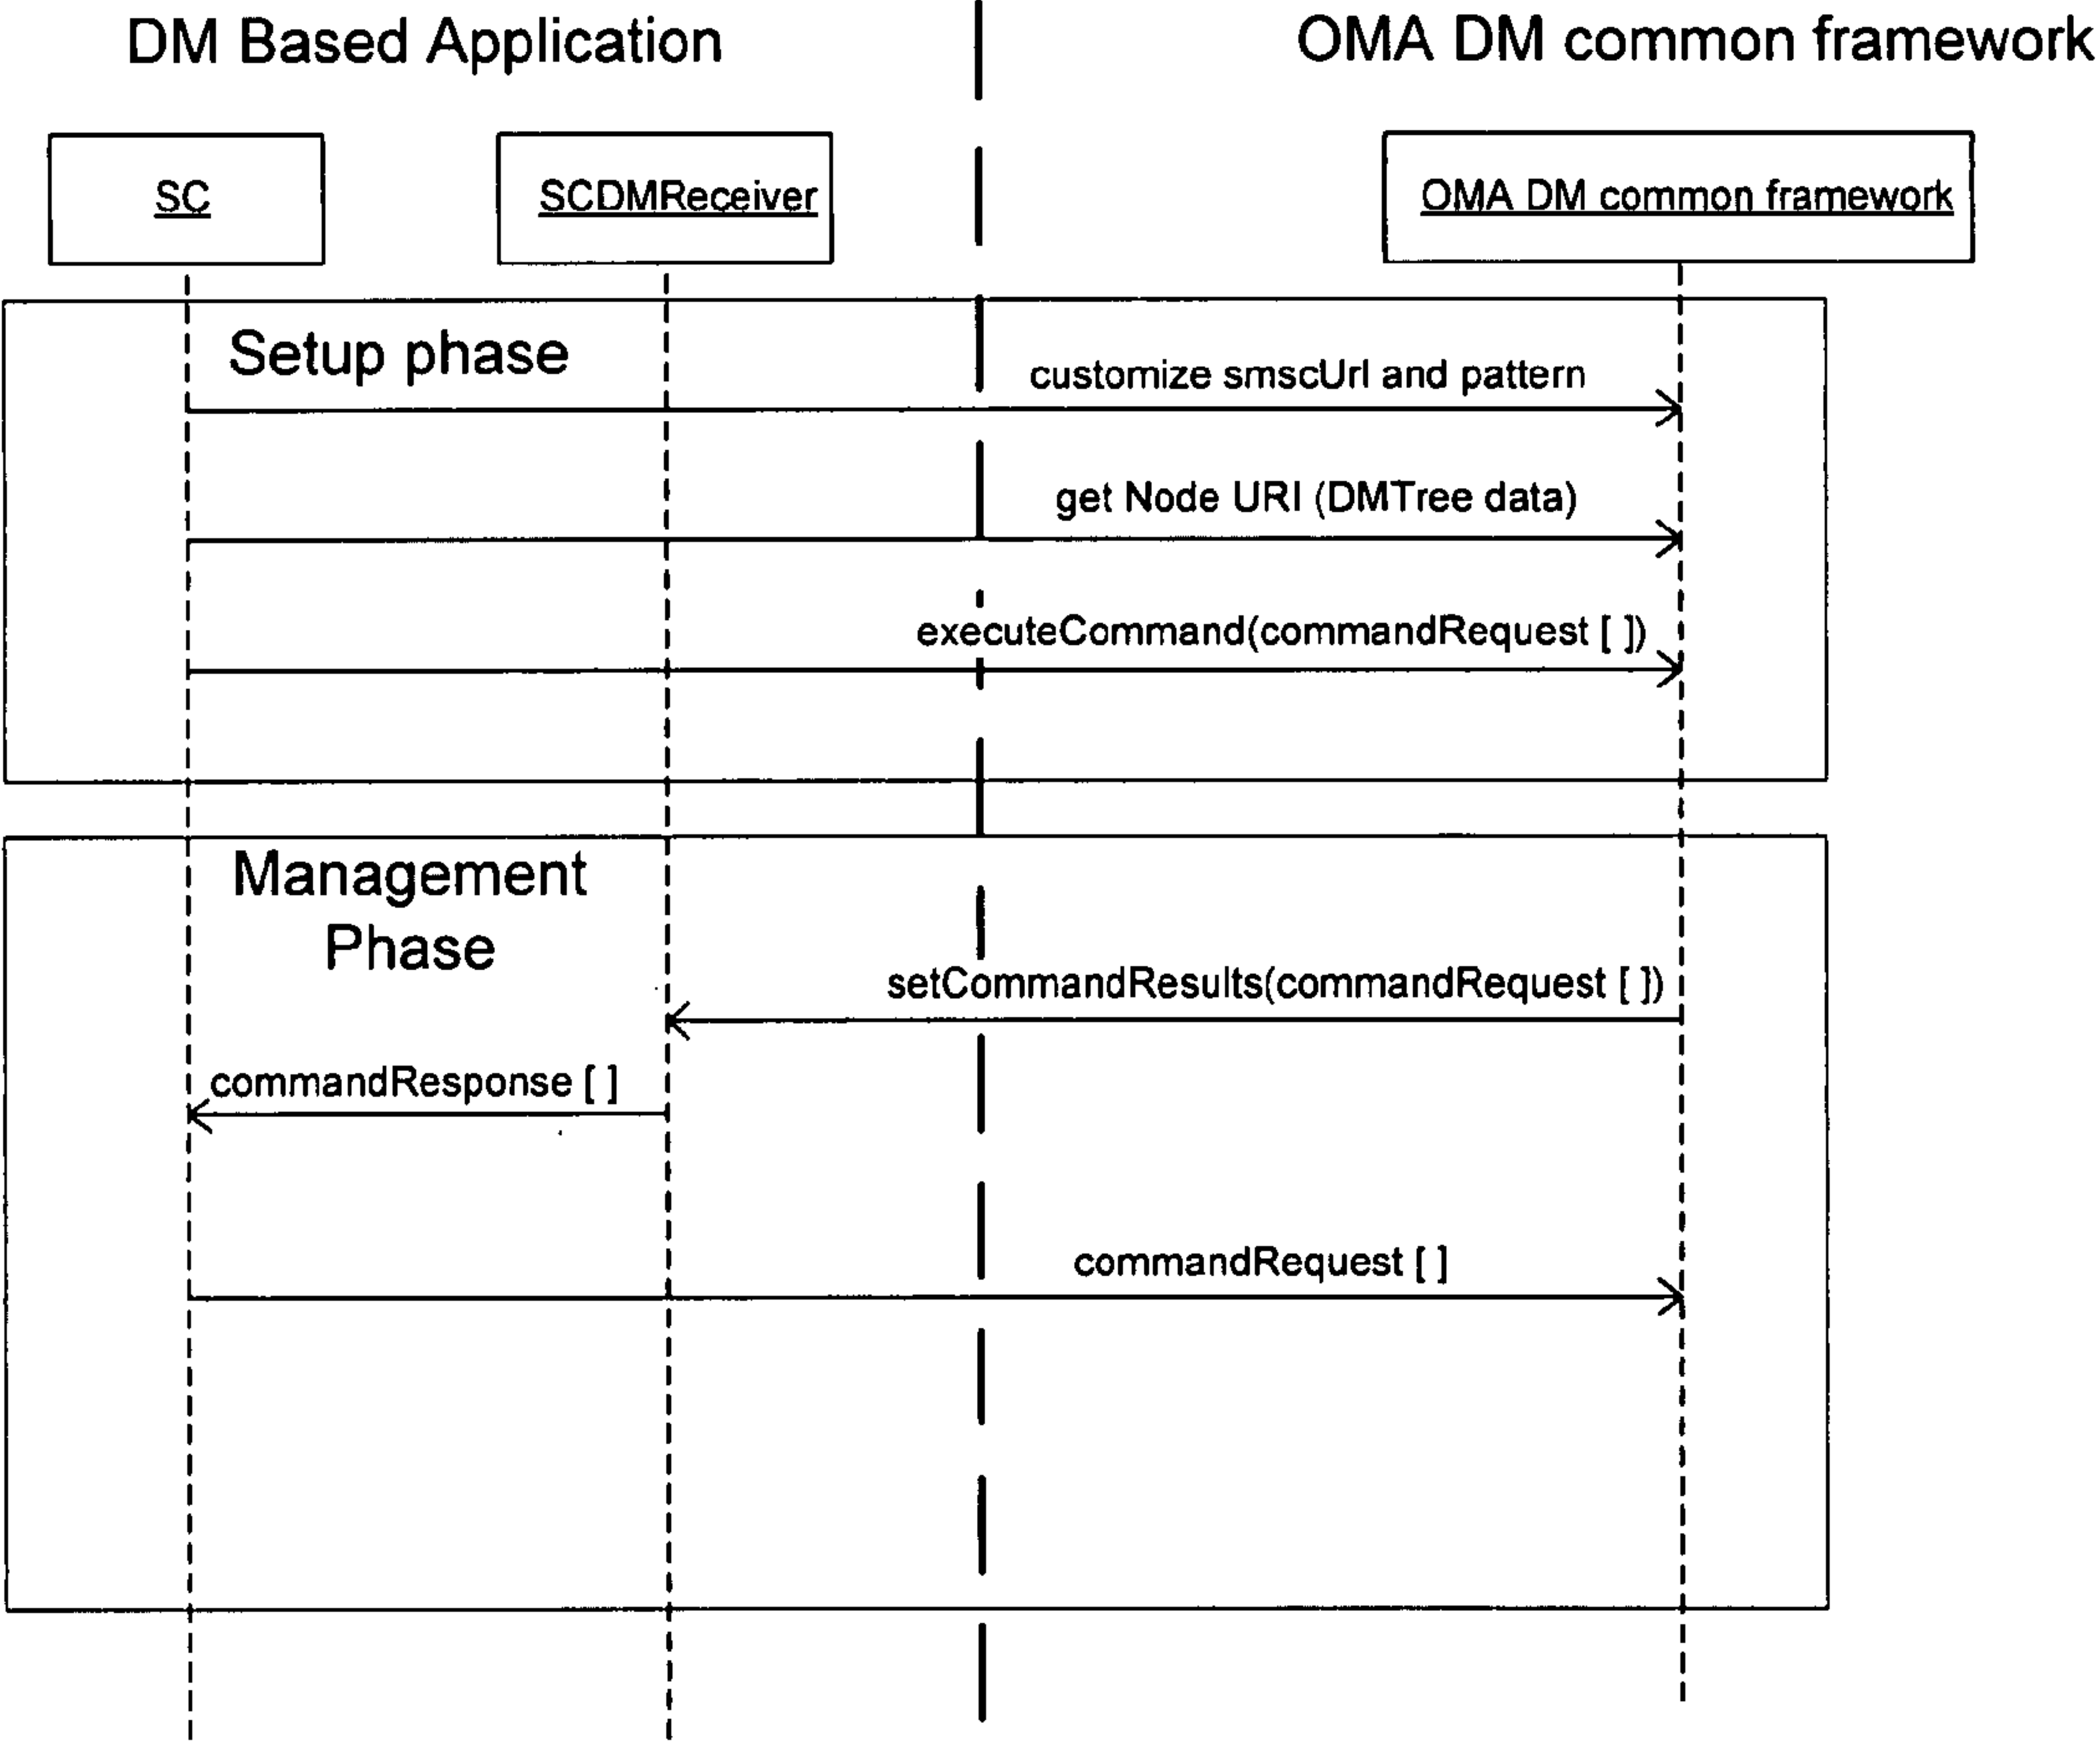 DM Based Application
OMA DM common framework
SC
SCDMReceiver
OMA DM common framework
Setup phase
customize smscUrl and pattern
get Node URI (DMTree data)
executeCommand(commandRequest [ ])
Management
Phase
setCommandResults(commandRequest [ ])
commandResponse [ ]
commandRequest [ ]